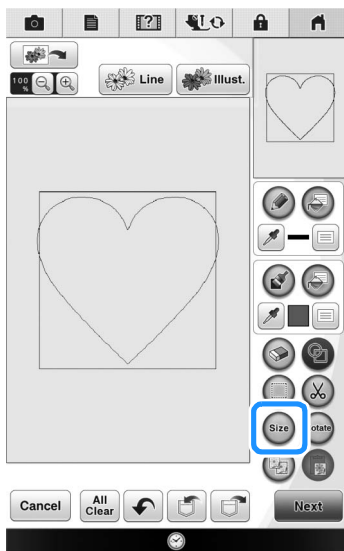 ?
100 %
Line
Illust.
Size
otate
Cancel
All
Clear
Next